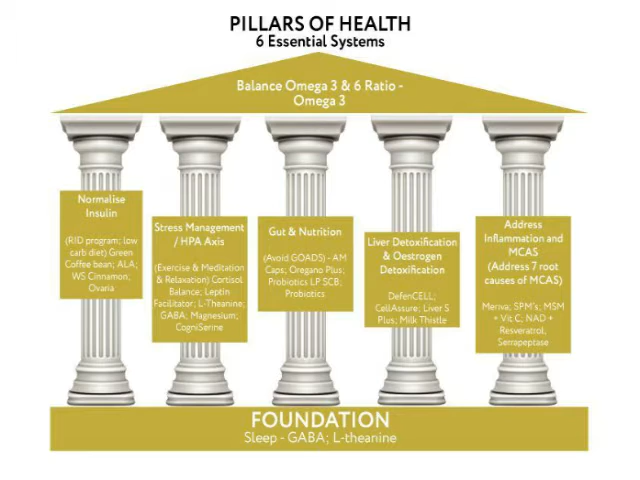 PILLARS OF HEALTH
6 Essential Systems
Balance Omega 3 & 6 Ratio -
Omega 3
Normalise
Insulin
(RID program; low
carb diet) Green
Coffee bean; ALA;
WS Cinnamon;
Ovaria
Stress Management
/ HPA Axis
(Exercise & Meditation
& Relaxation) Cortisol
Balance; Leptin
Facilitator; L-Theanine;
GABA; Magnesium;
CogniSerine
Gut & Nutrition
(Avoid GOADS) - AM
Caps; Oregano Plus;
Probiotics LP SCB;
Probiotics
Liver Detoxification
& Oestrogen
Detoxification
DefenCELL;
CellAssure; Liver S
Plus; Milk Thistle
Address
Inflammation and
MCAS
(Address 7 root
causes of MCAS)
Meriva; SPM's; MSM
+ Vit C, NAD +
Resveratrol,
Serrapeptase
FOUNDATION
Sleep - GABA; L-theanine